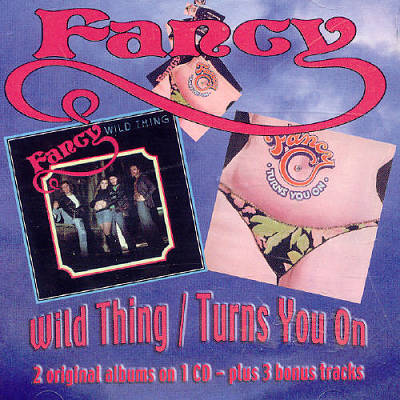 Fancy
Fancy
WILD THING
Fancy
TURNS YOU ON
Wild Thing / Turns You On
2 original albums on 1 CD - plus 3 bonus tracks